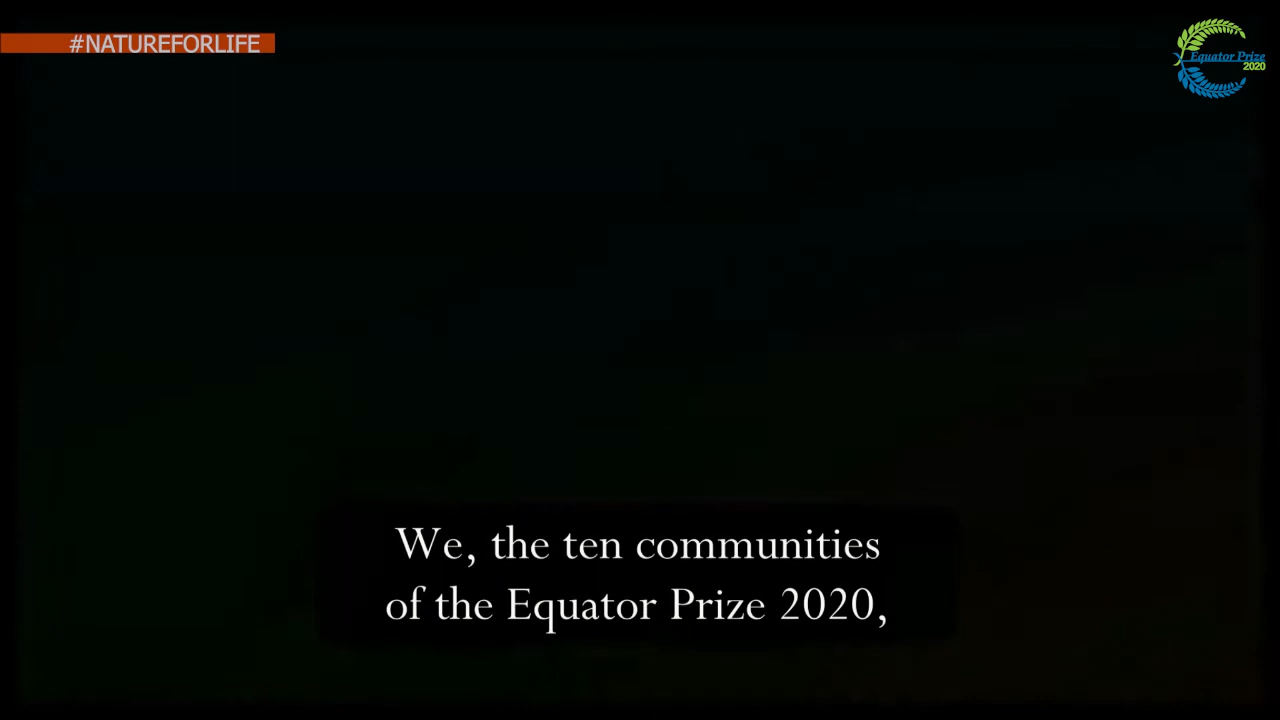 #NATUREFORLIFE
Equator Prize
2020
We, the ten communities
of the Equator Prize 2020,